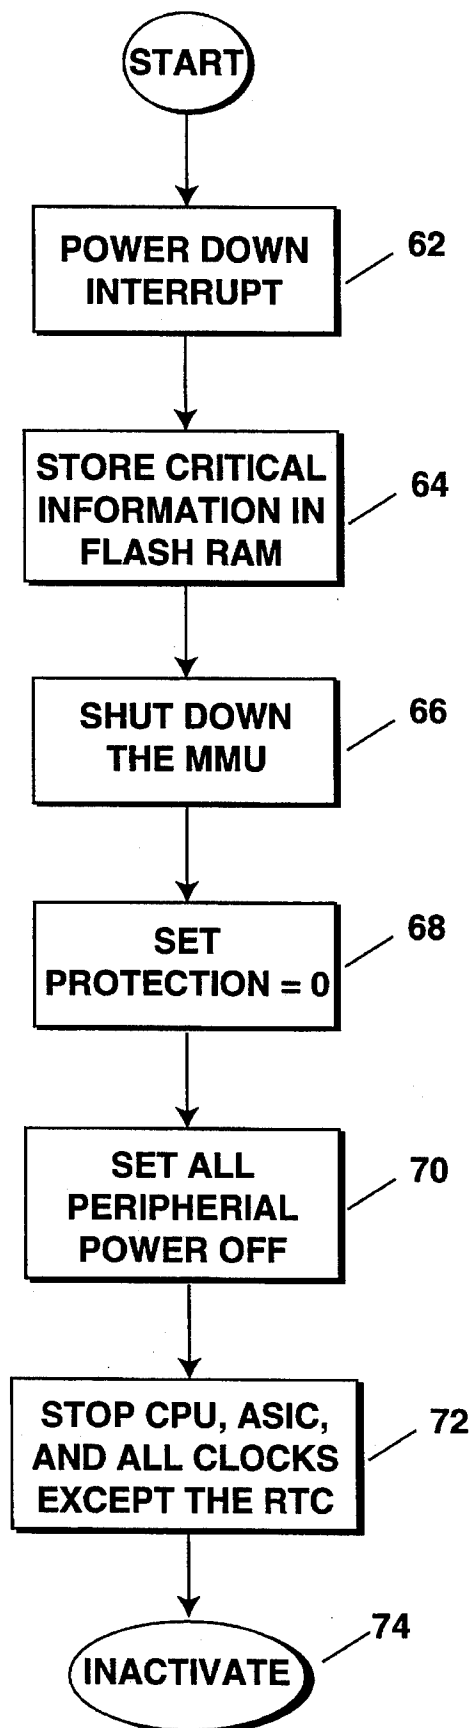 START
POWER DOWN
INTERRUPT
62
STORE CRITICAL
INFORMATION IN
FLASH RAM
64
SHUT DOWN
THE MMU
66
SET
PROTECTION = 0
68
SET ALL
PERIPHERIAL
POWER OFF
70
STOP CPU, ASIC,
AND ALL CLOCKS
EXCEPT THE RTC
72
INACTIVATE
74